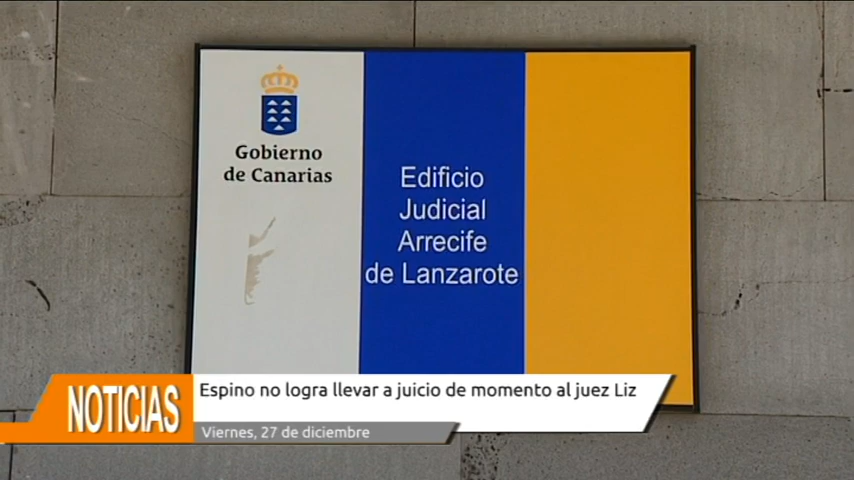 Gobierno
de Canarias
Edificio
Judicial
Arrecife
de Lanzarote
NOTICIAS
Espino no logra llevar a juicio de momento al juez Liz
Viernes, 27 de diciembre